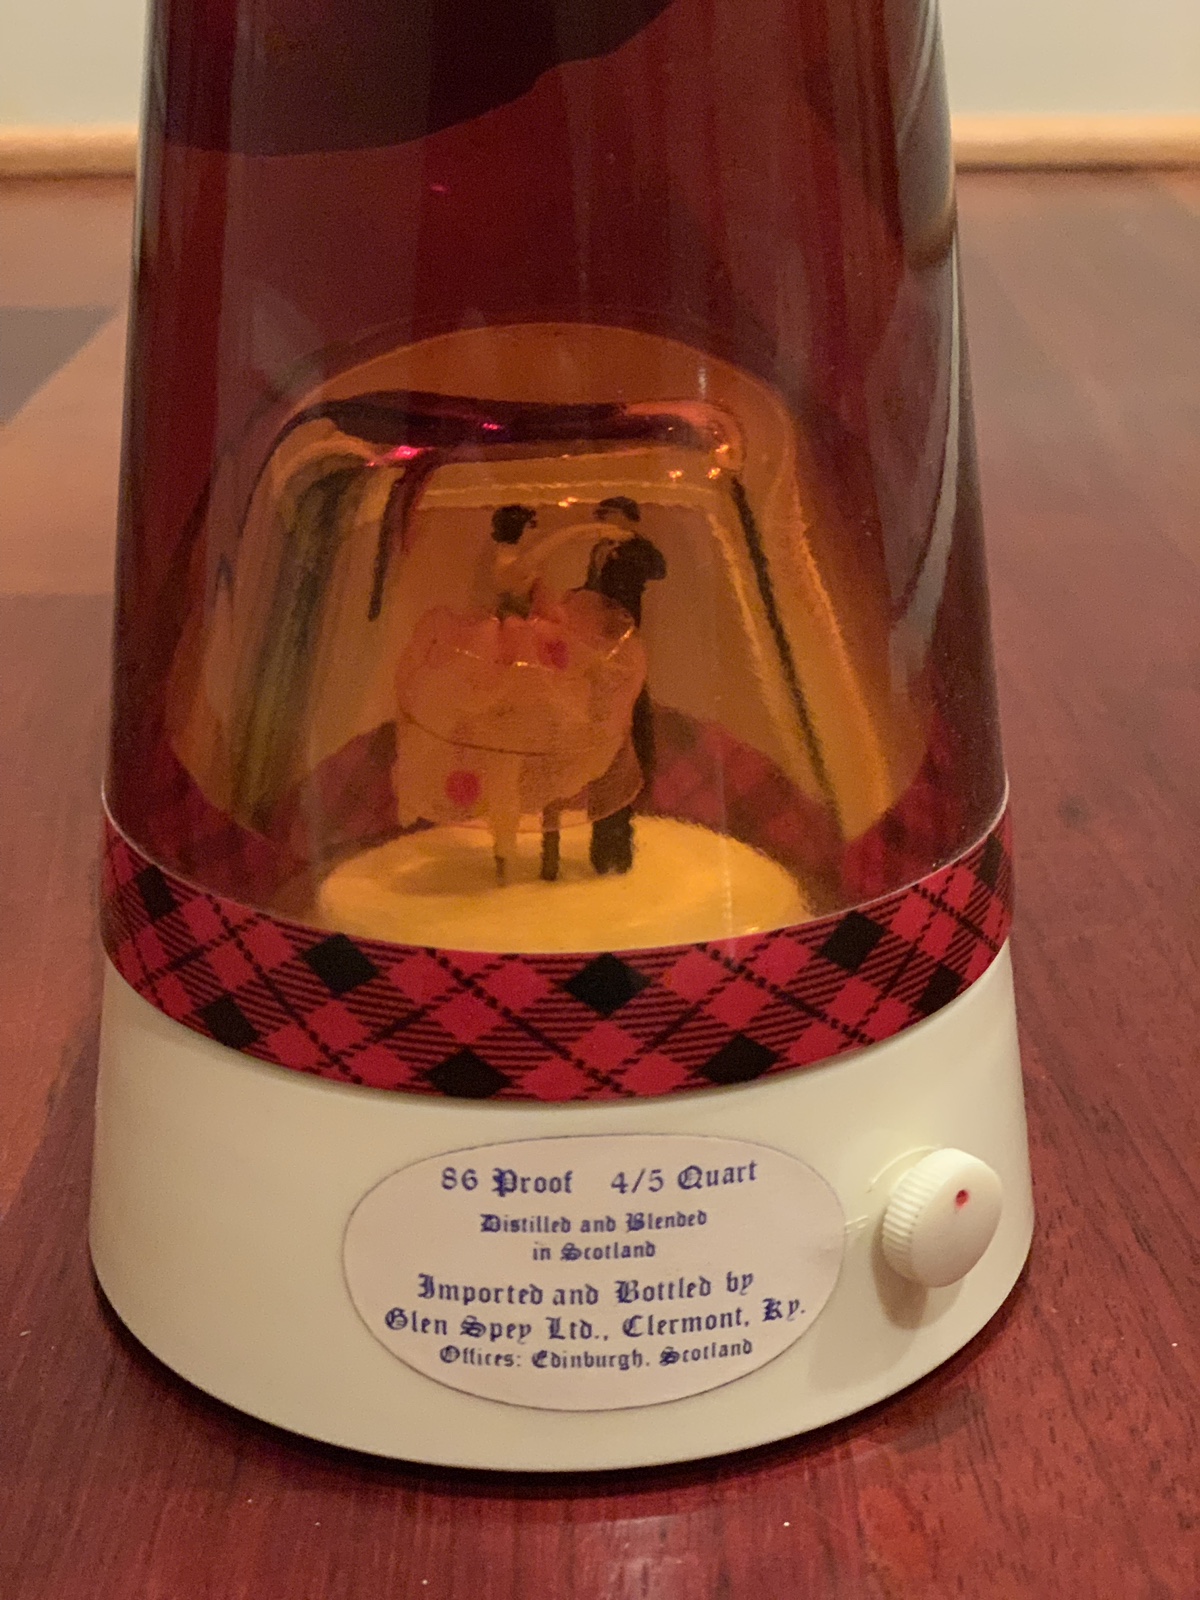 86 Proof 4/5 Quart
Distilled and Blended
in Scotland
Imported and Bottled by
Glen Spey Ltd., Clermont, Ky.
Offices: Edinburgh, Scotland